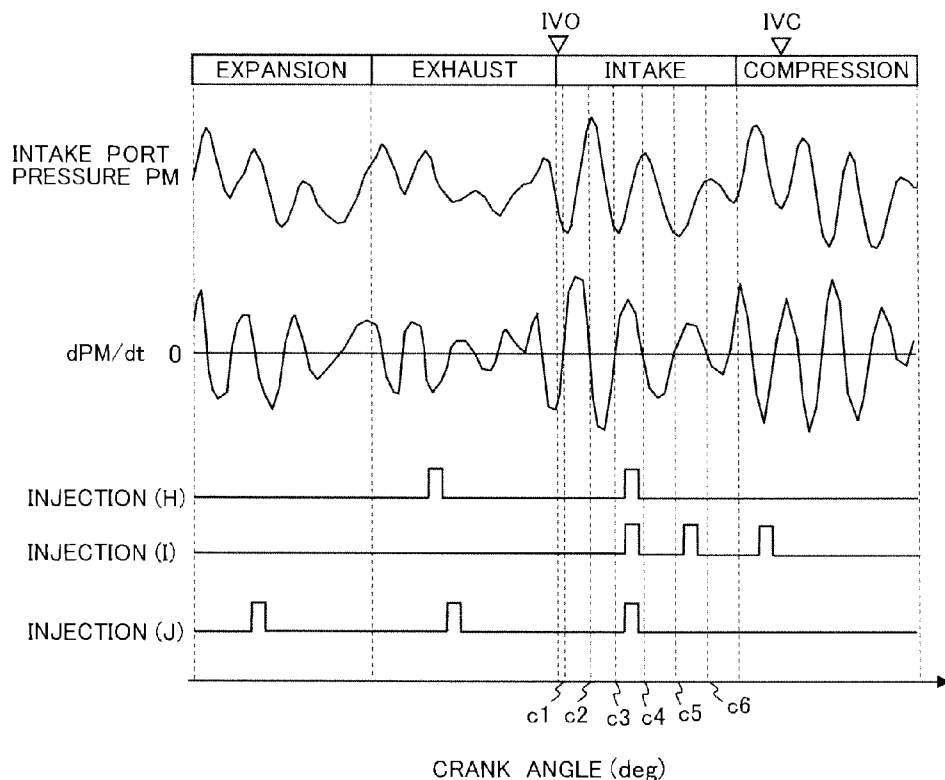 IVO IVC
EXPANSION EXHAUST INTAKE COMPRESSION
INTAKE PORT
PRESSURE PM
dPM/dt 0
INJECTION (H)
INJECTION (I)
INJECTION (J)
c1 c2 c3 c4 c5 c6
CRANK ANGLE (deg)